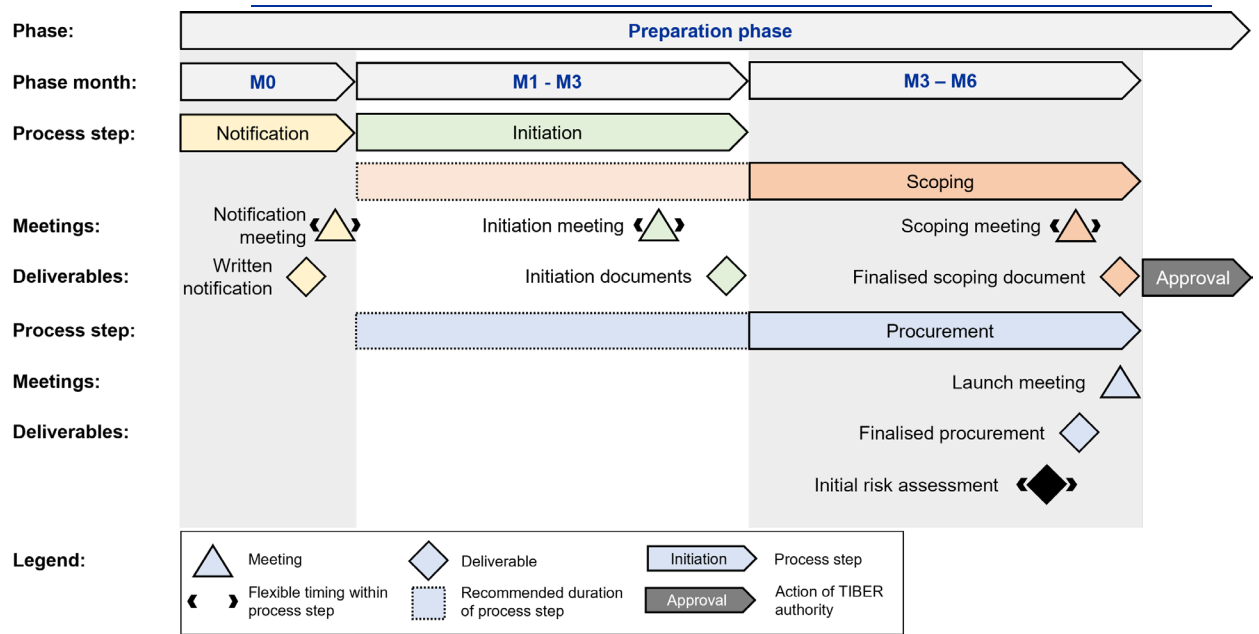 Phase:
Preparation phase
Phase month:
M0
M1 - M3
M3 – M6
Process step:
Notification
Initiation
Scoping
Meetings:
Notification
meeting
Initiation meeting
Scoping meeting
Deliverables:
Written
notification
Initiation documents
Finalised scoping document
Approval
Process step:
Procurement
Meetings:
Launch meeting
Deliverables:
Finalised procurement
Initial risk assessment
Legend:
Meeting
Deliverable
Initiation
Process step
Flexible timing within
process step
Recommended duration
of process step
Approval
Action of TIBER
authority